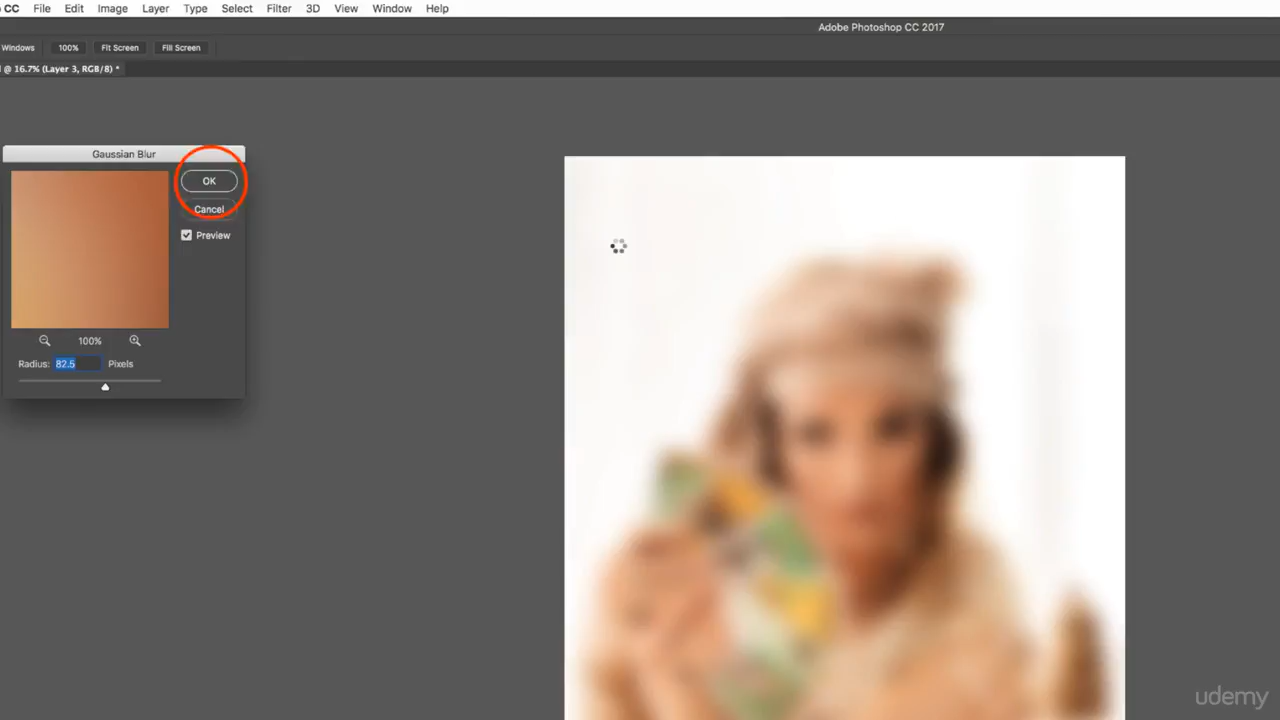 CC File Edit Image Layer Type Select Filter 3D View Window Help
Adobe Photoshop CC 2017
Windows 100% Fit Screen Fill Screen
@ 16.7% (Layer 3, RGB/8) *
Gaussian Blur
OK
Cancel
Preview
100%
Radius: 82.5 Pixels
udemy